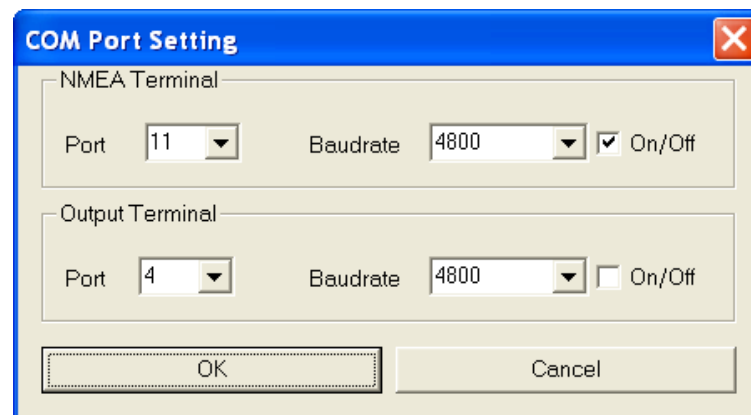 COM Port Setting
NMEA Terminal
Port 11 Baudrate 4800 On/Off
Output Terminal
Port 4 Baudrate 4800 On/Off
OK Cancel